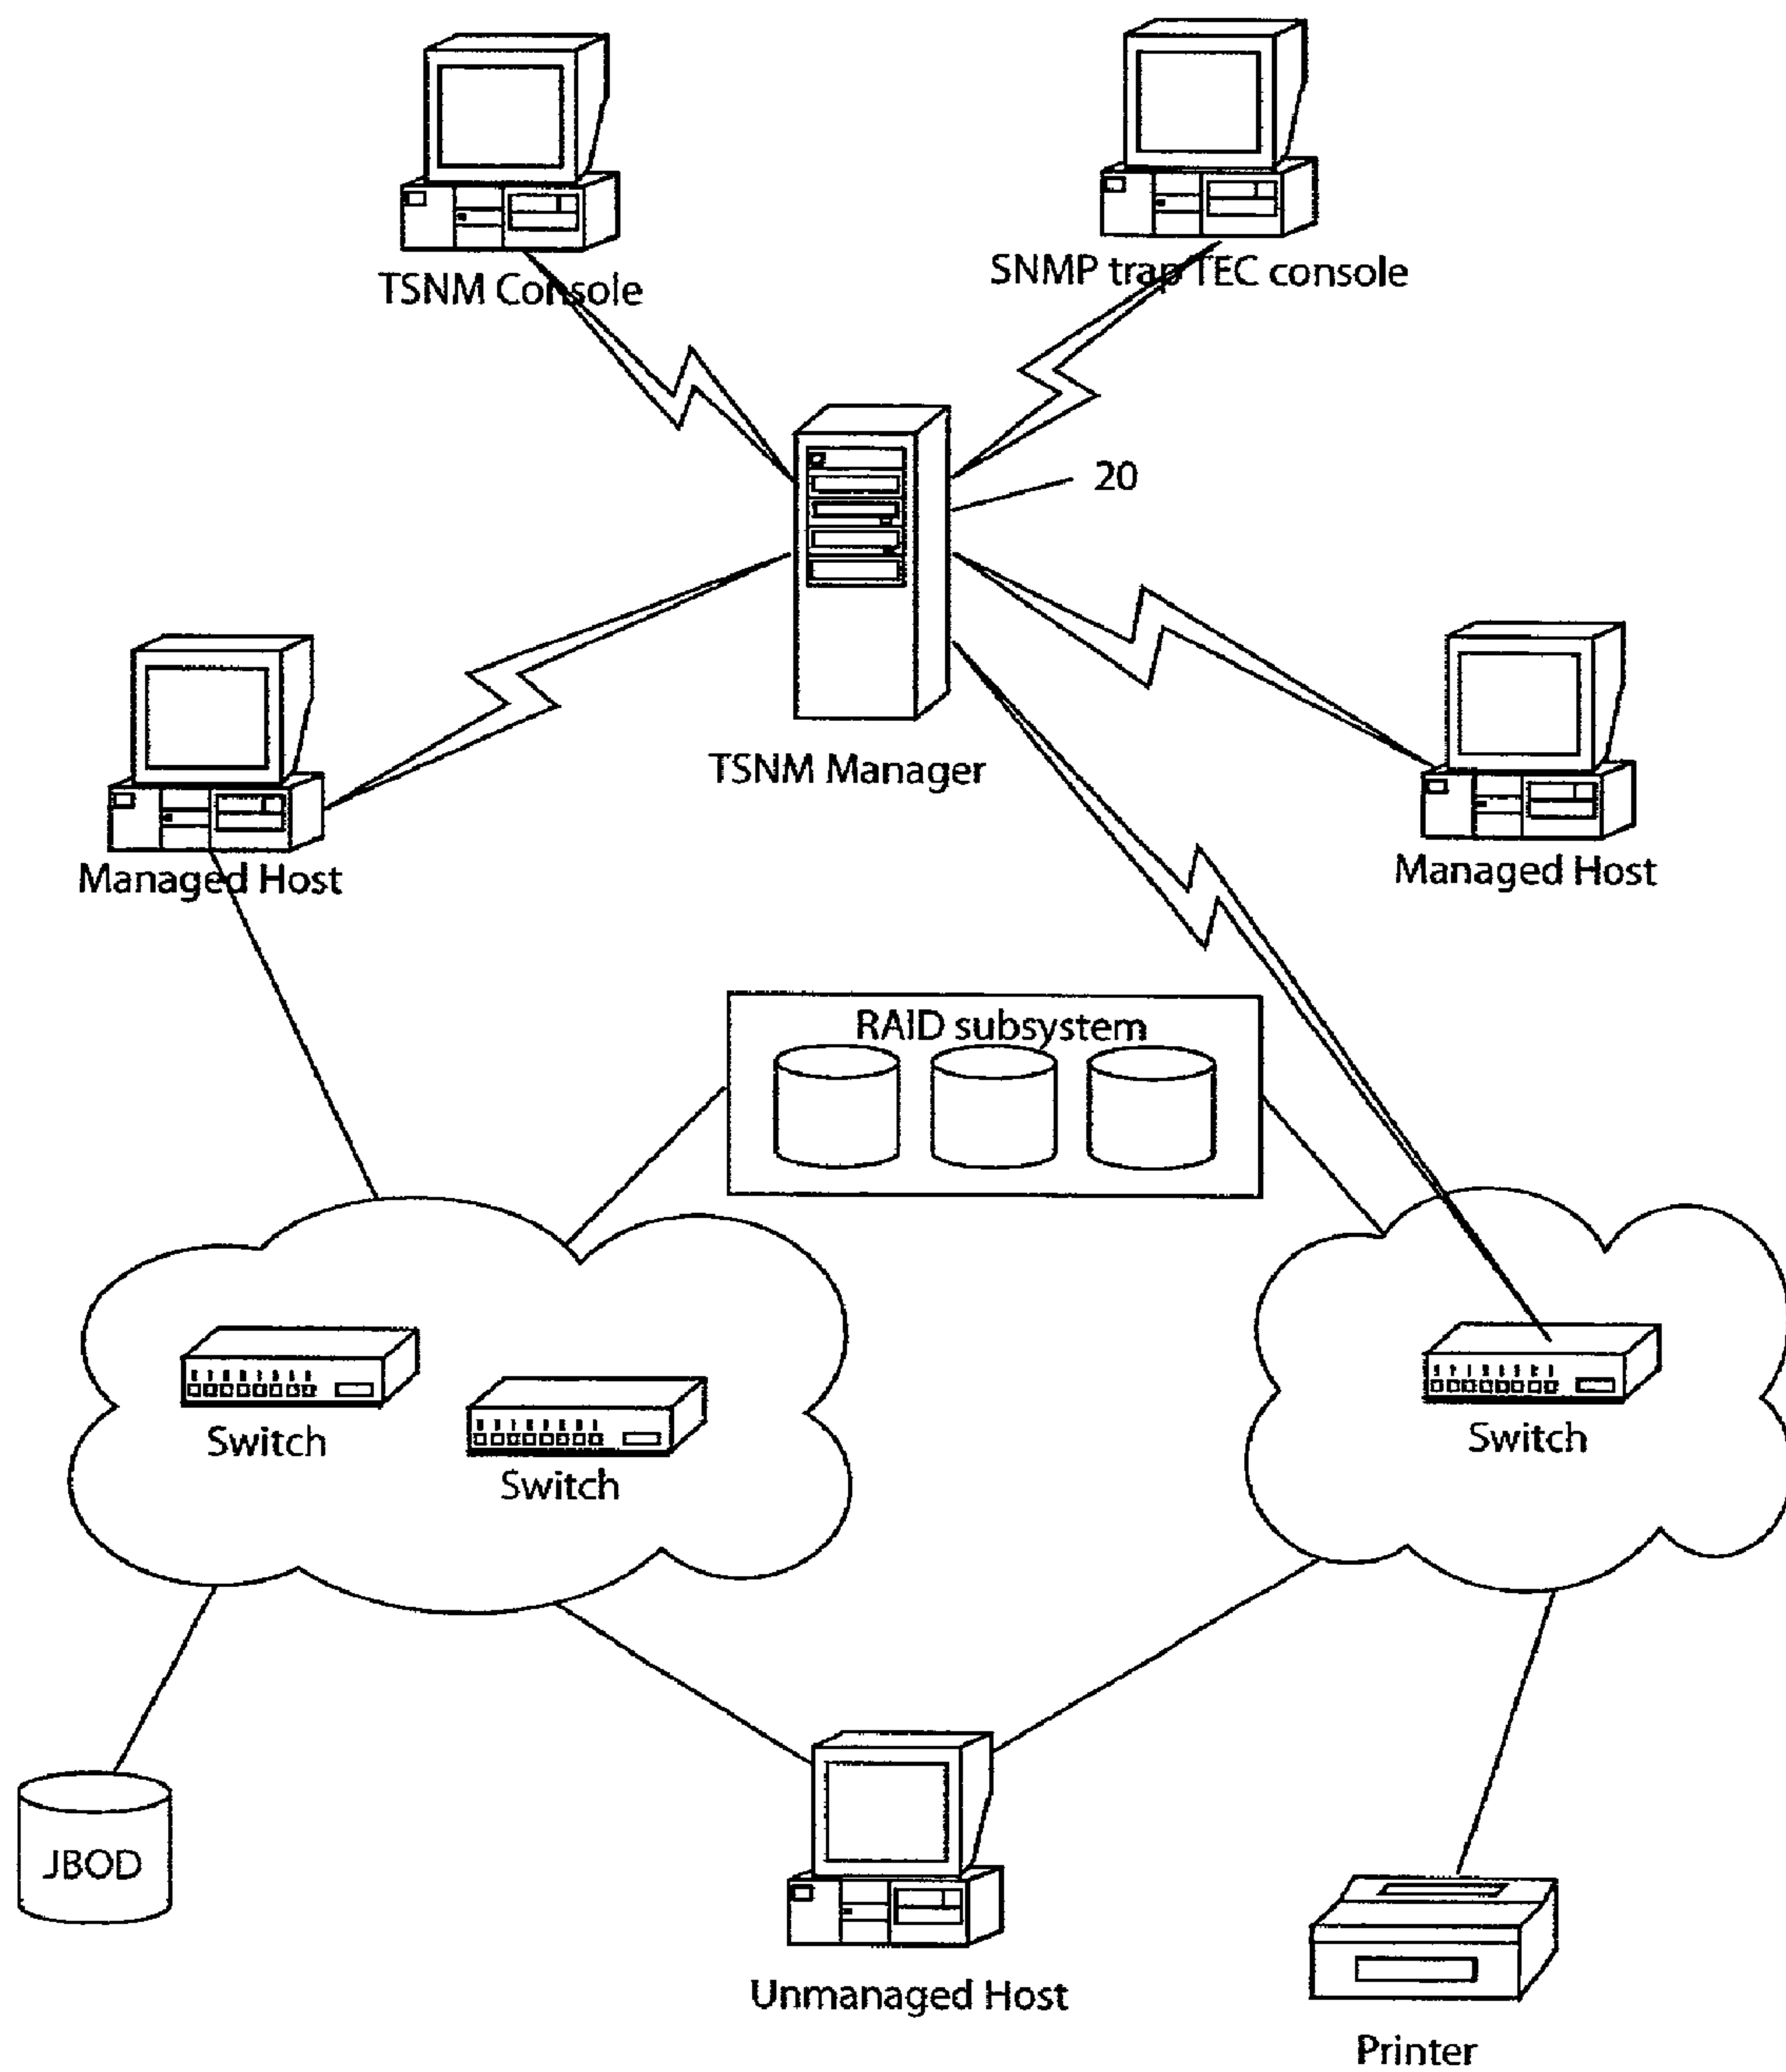 TSNM Console
SNMP trap TEC console
20
TSNM Manager
Managed Host
Managed Host
RAID subsystem
Switch
Switch
Switch
JBOD
Unmanaged Host
Printer